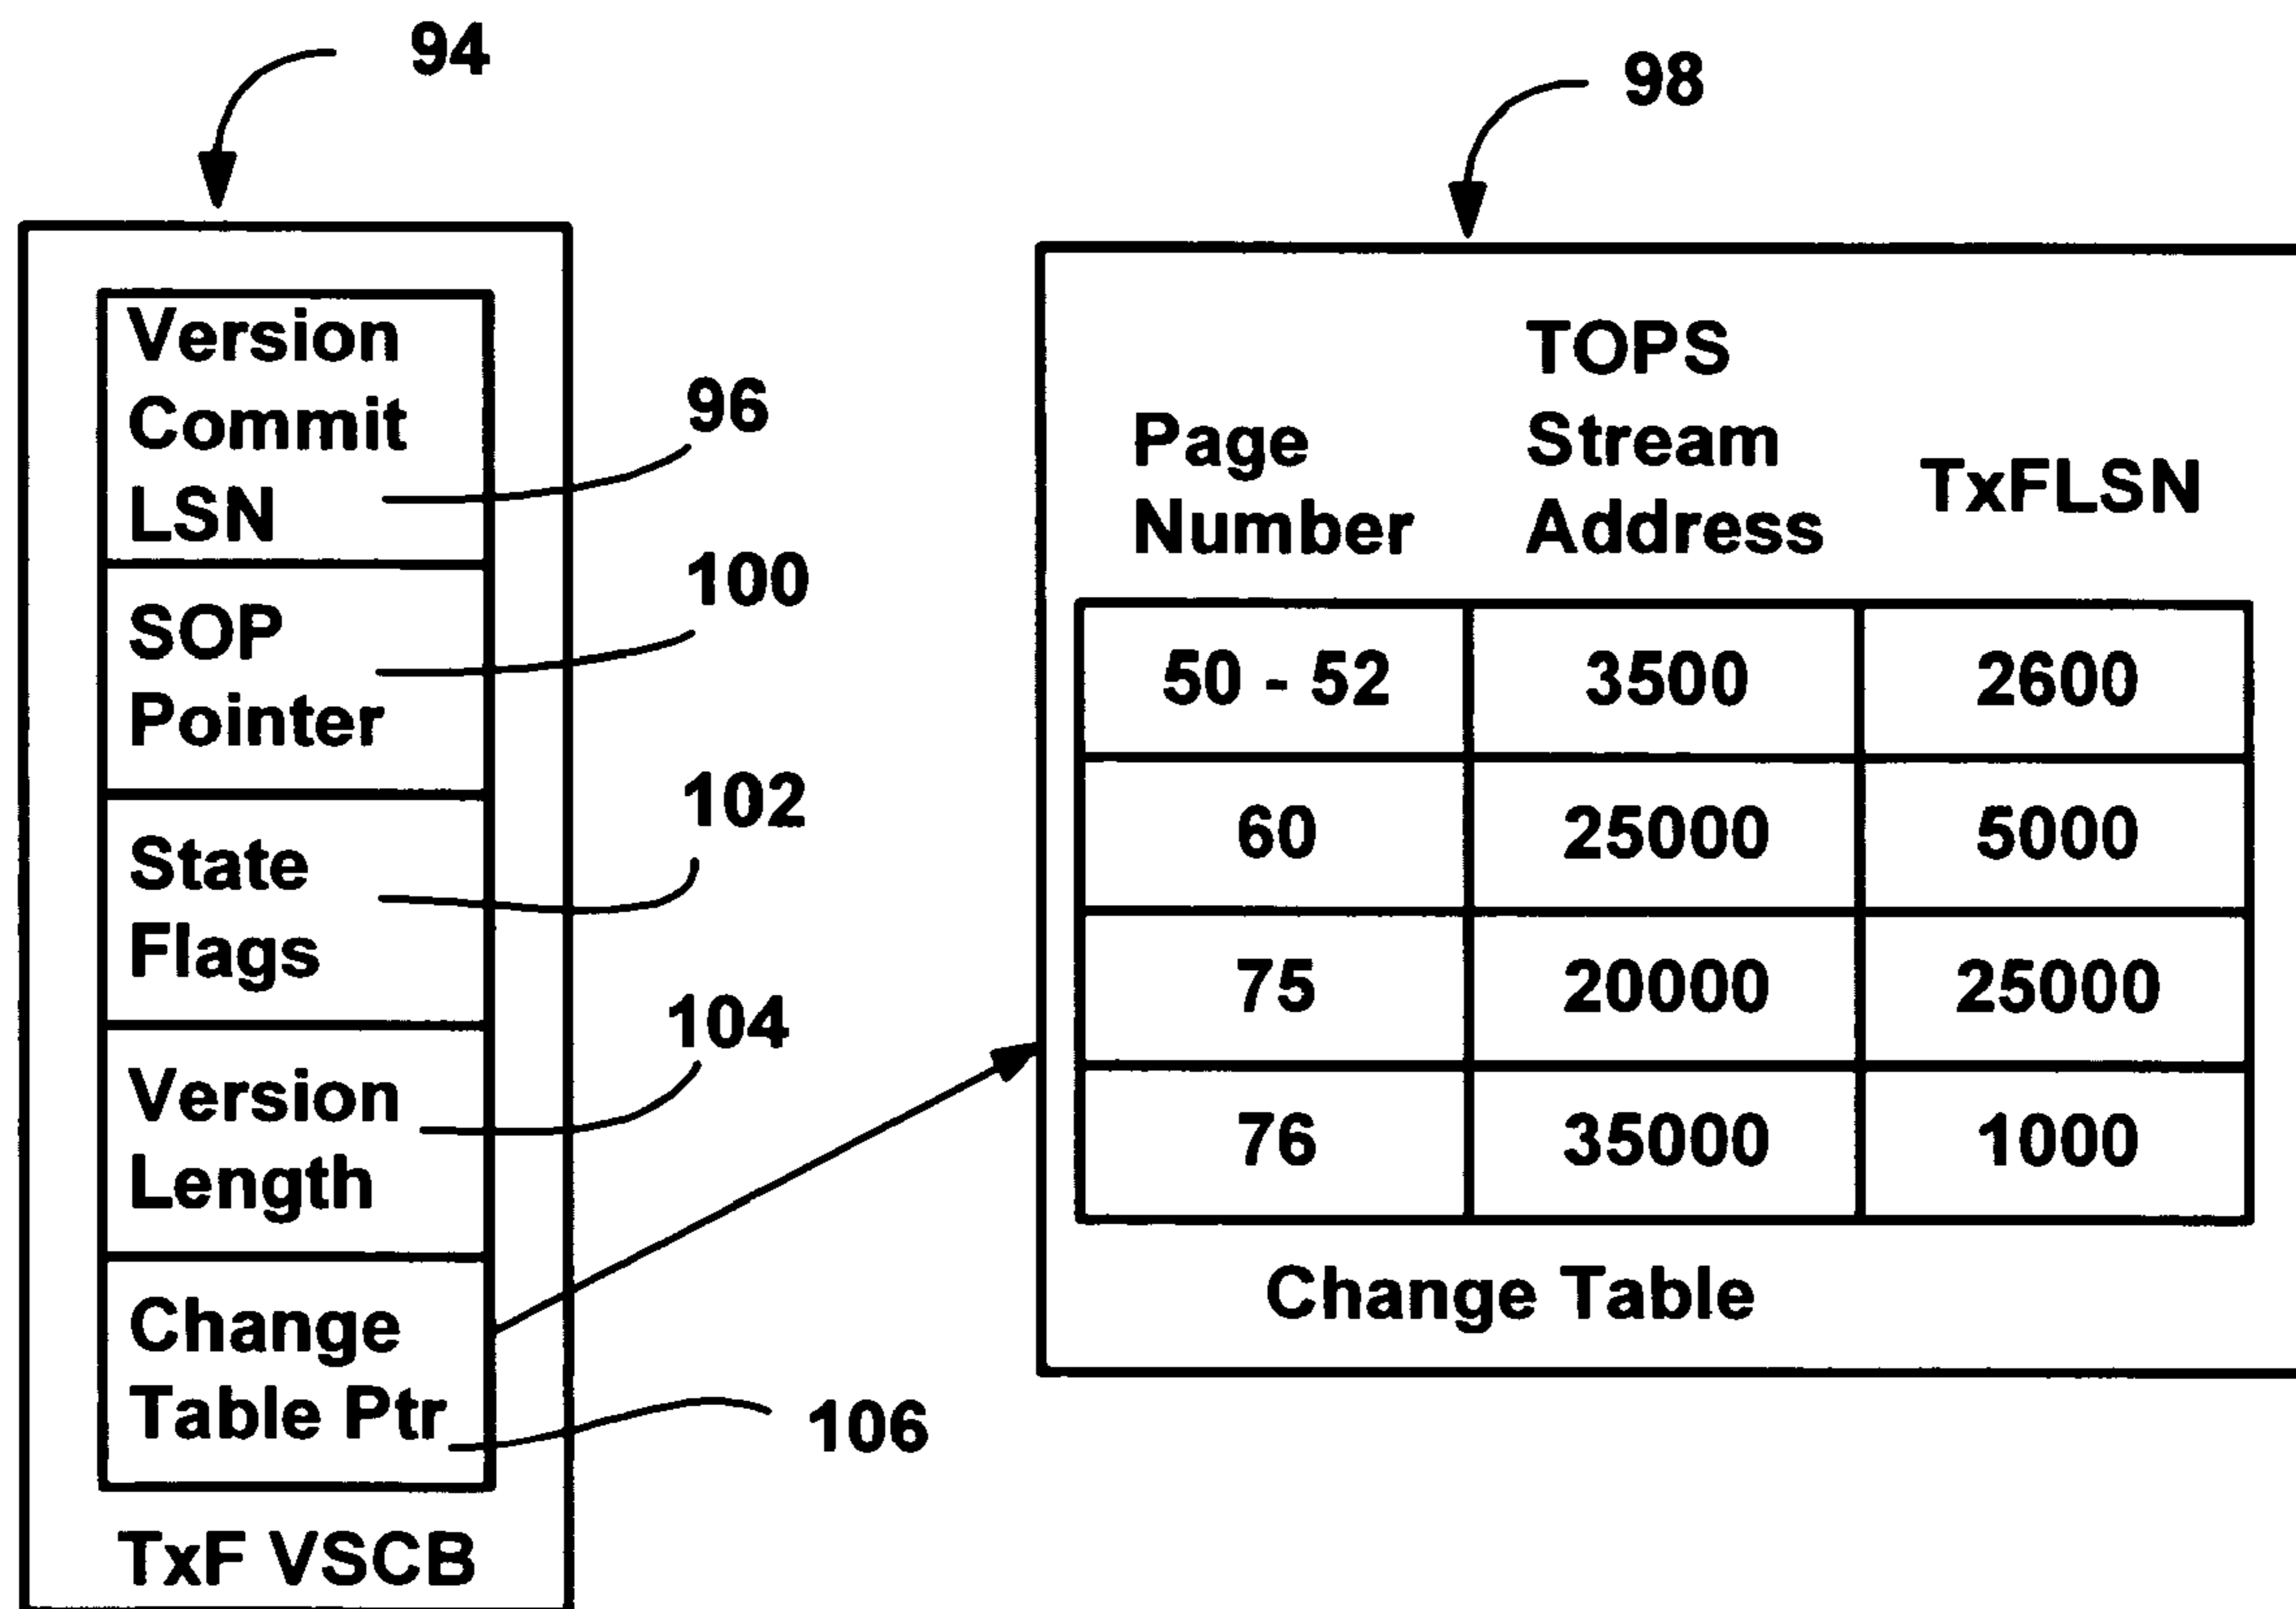 94
98
Version
Commit
LSN
96
SOP
Pointer
100
State
Flags
102
Version
Length
104
Change
Table Ptr
106
TxF VSCB
Page
Number
TOPS
Stream
Address
TxFLSN
50 - 52 3500 2600
60 25000 5000
75 20000 25000
76 35000 1000
Change Table